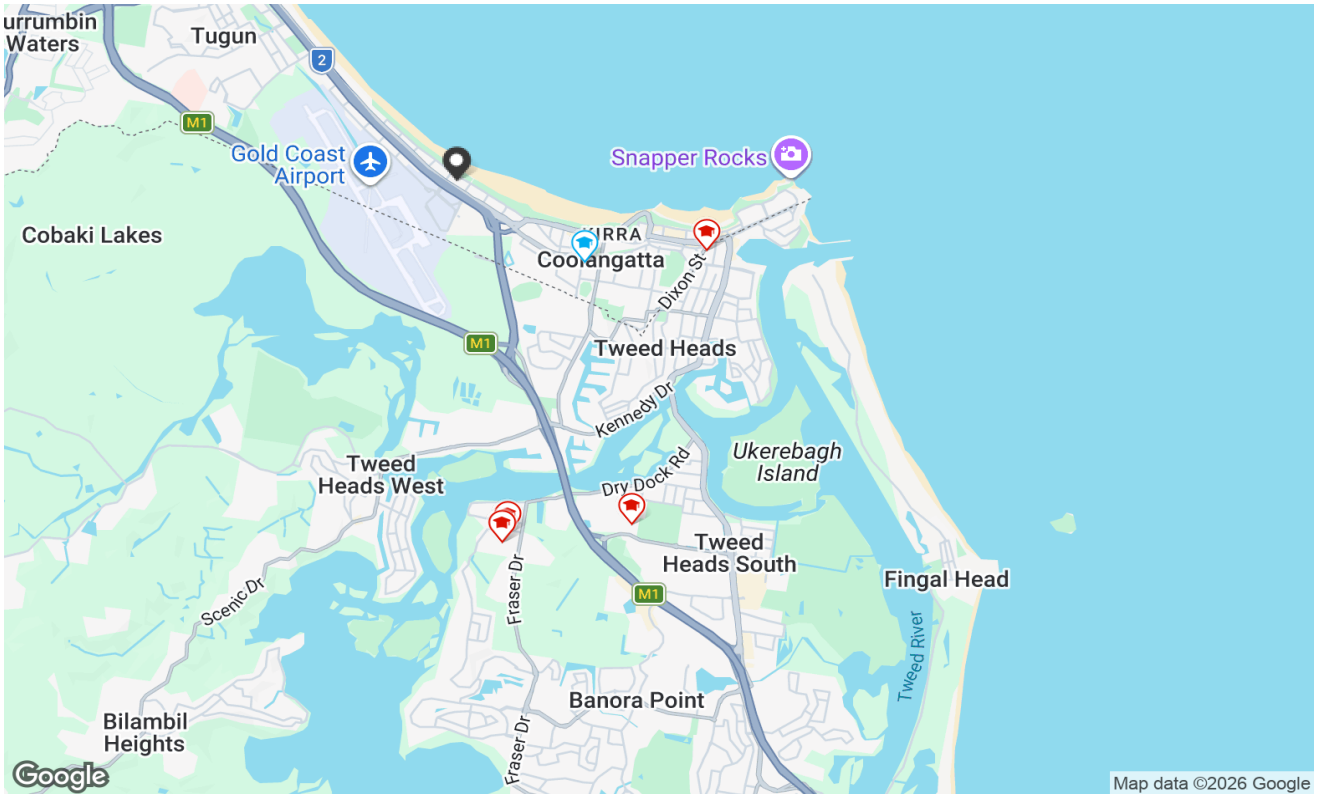 urrumbin
Waters
Tugun
2
M1
Gold Coast
Airport
Snapper Rocks
Cobaki Lakes
KIRRA
Coolangatta
Dixon St
M1
Tweed Heads
Kennedy Dr
Ukerebagh
Island
Tweed
Heads West
Dry Dock Rd
Tweed
Heads South
Fingal Head
Fraser Dr
Scenic Dr
M1
Tweed River
Banora Point
Bilambil
Heights
Fraser Dr
Google
Map data ©2026 Google